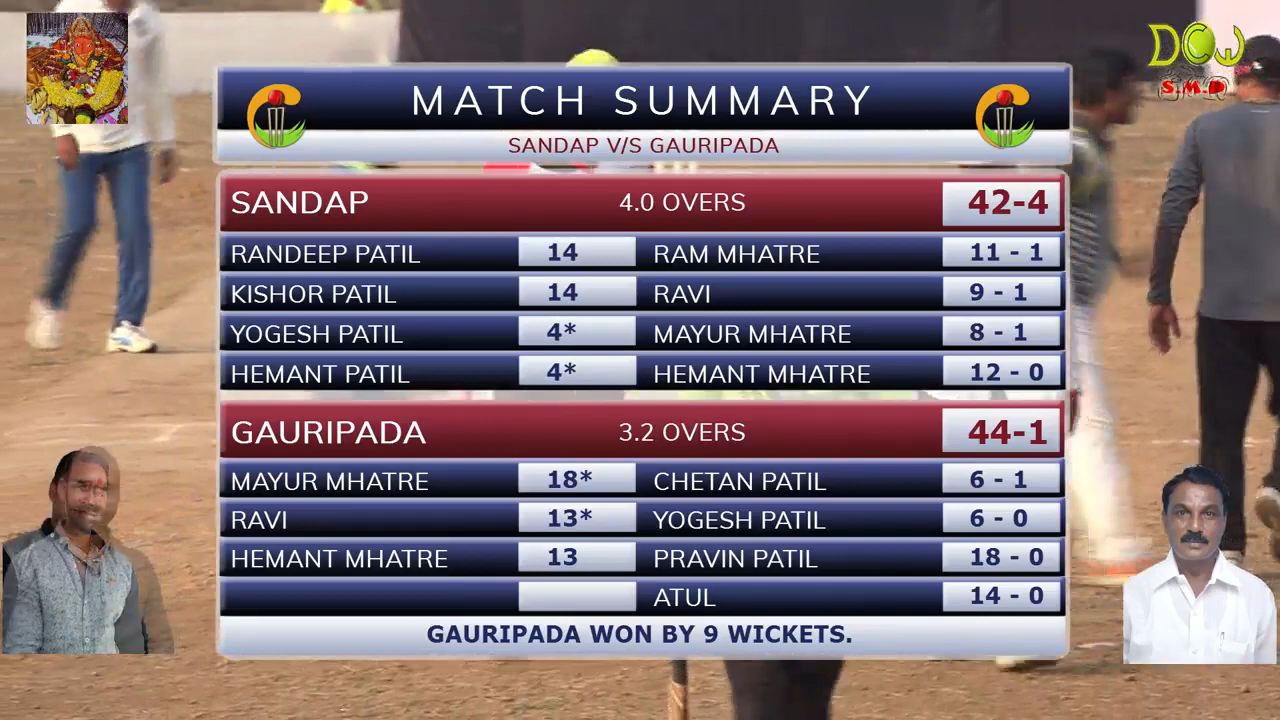 DCW
S.M.D
MATCH SUMMARY
SANDAP V/S GAURIPADA
SANDAP 4.0 OVERS 42-4
RANDEEP PATIL 14 RAM MHATRE 11 - 1
KISHOR PATIL 14 RAVI 9 - 1
YOGESH PATIL 4* MAYUR MHATRE 8 - 1
HEMANT PATIL 4* HEMANT MHATRE 12 - 0
GAURIPADA 3.2 OVERS 44-1
MAYUR MHATRE 18* CHETAN PATIL 6 - 1
RAVI 13* YOGESH PATIL 6 - 0
HEMANT MHATRE 13 PRAVIN PATIL 18 - 0
ATUL 14 - 0
GAURIPADA WON BY 9 WICKETS.